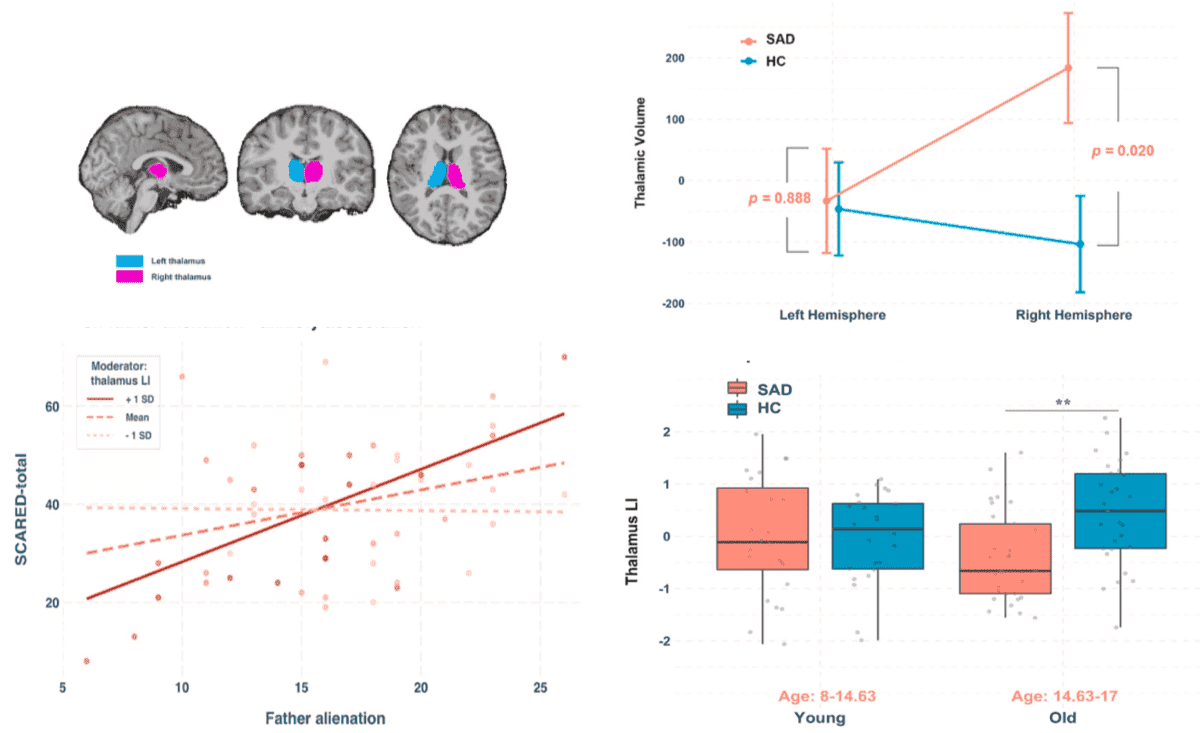 Left thalamus
Right thalamus
SAD
HC
Thalamic Volume
200
100
0
-100
-200
p = 0.888
p = 0.020
Left Hemisphere
Right Hemisphere
Moderator:
thalamus LI
+ 1 SD
Mean
- 1 SD
SCARED-total
60
40
20
5
10
15
20
25
Father alienation
SAD
HC
**
Thalamus LI
2
1
0
-1
-2
Age: 8-14.63
Age: 14.63-17
Young
Old